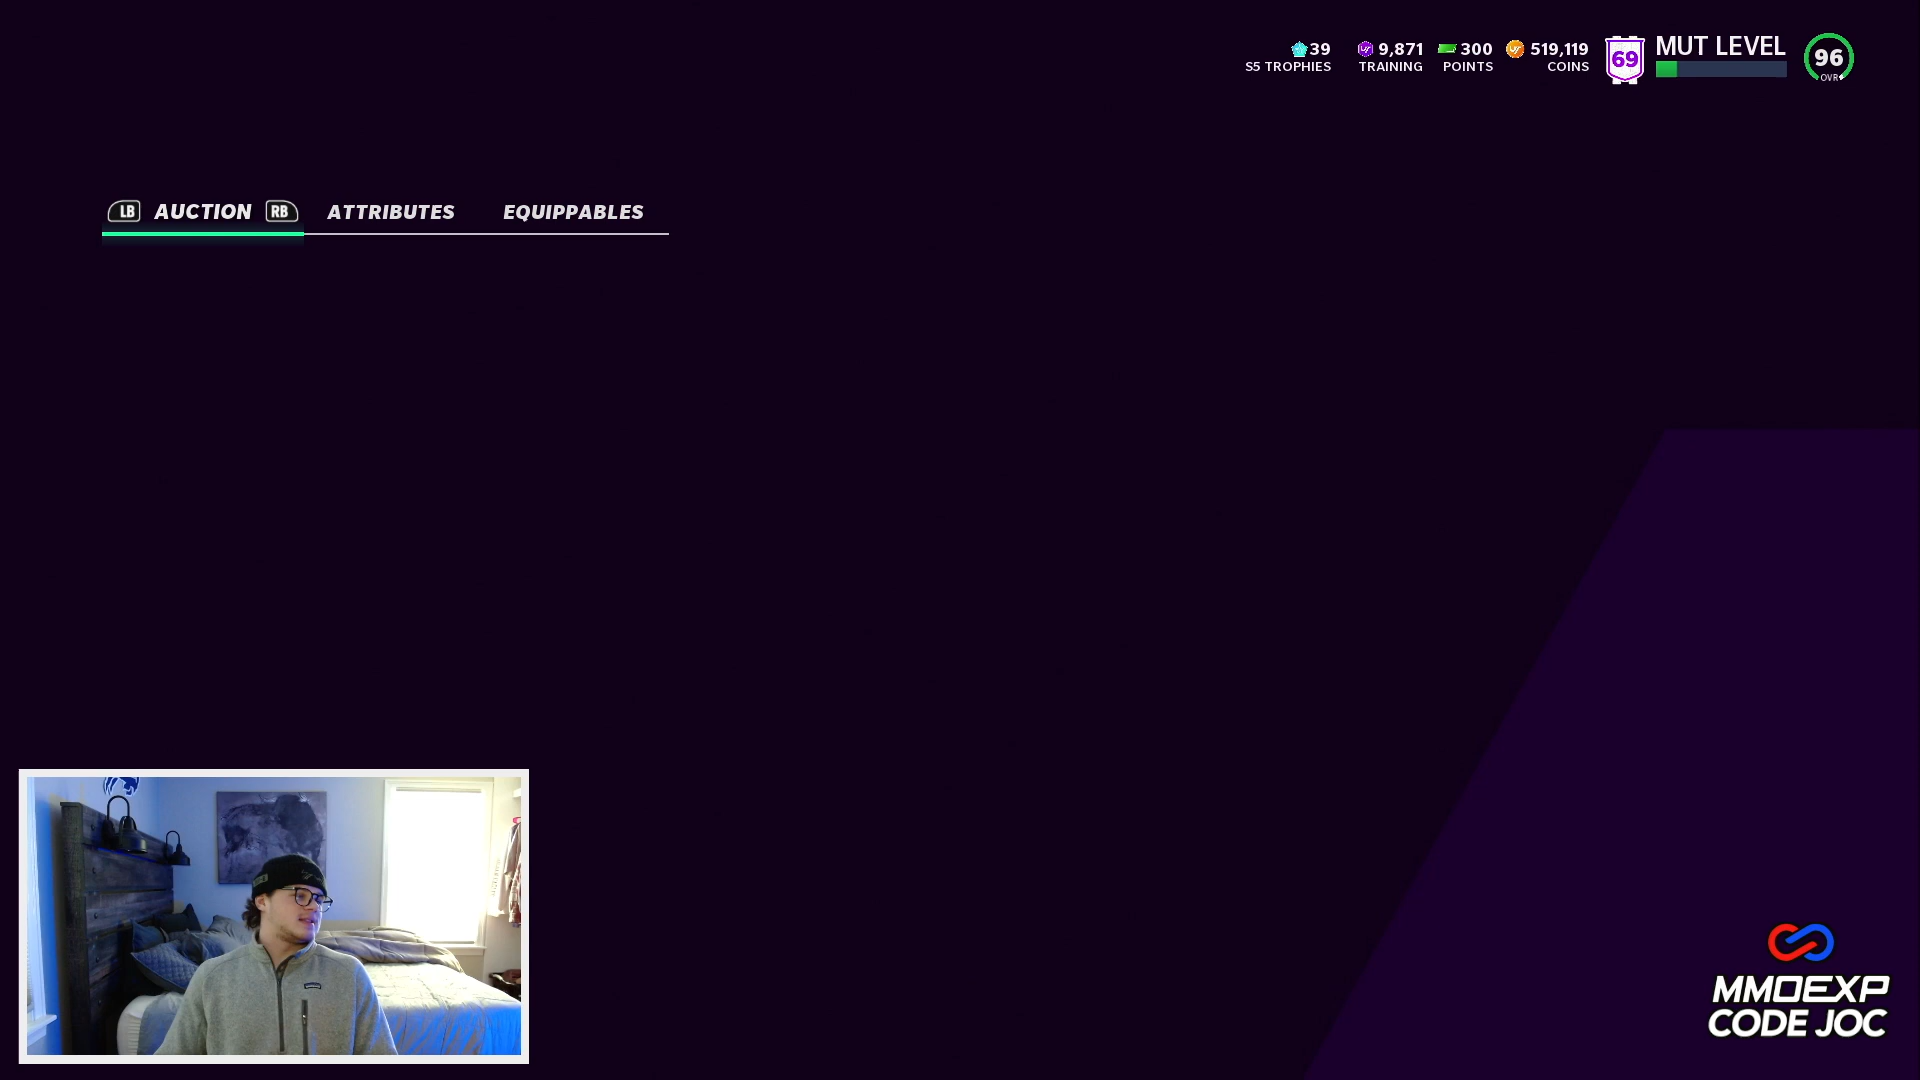 39 9,871 300 519,119
S5 TROPHIES TRAINING POINTS COINS
69 MUT LEVEL 96
OVR
LB AUCTION RB ATTRIBUTES EQUIPPABLES
MMOEXP
CODE JOC